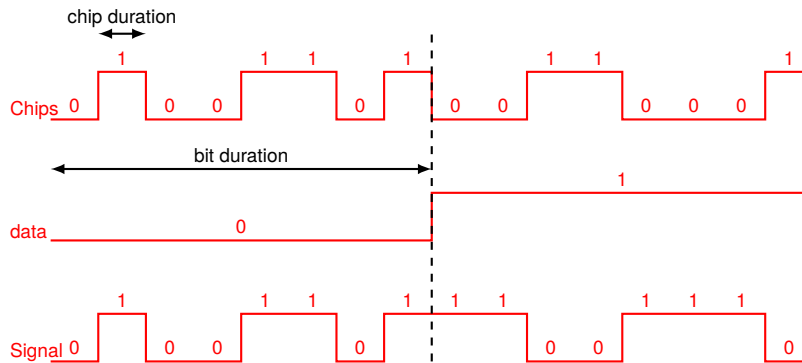 chip duration
1 1 1 1 1 1 1
Chips 0 0 0 0 0 0 0 0 0
bit duration
1
data 0
1 1 1 1 1 1 1 1 1
Signal 0 0 0 0 0 0 0